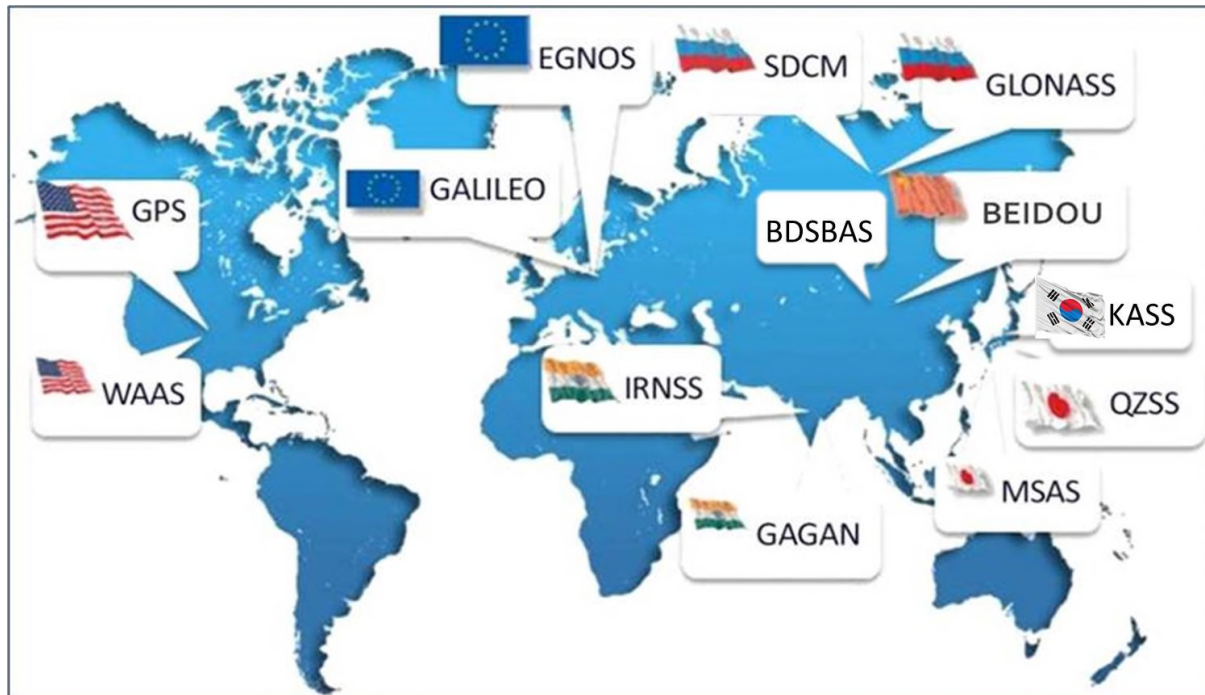 EGNOS
SDCM
GLONASS
GALILEO
GPS
BDSBAS
BEIDOU
KASS
WAAS
IRNSS
QZSS
MSAS
GAGAN